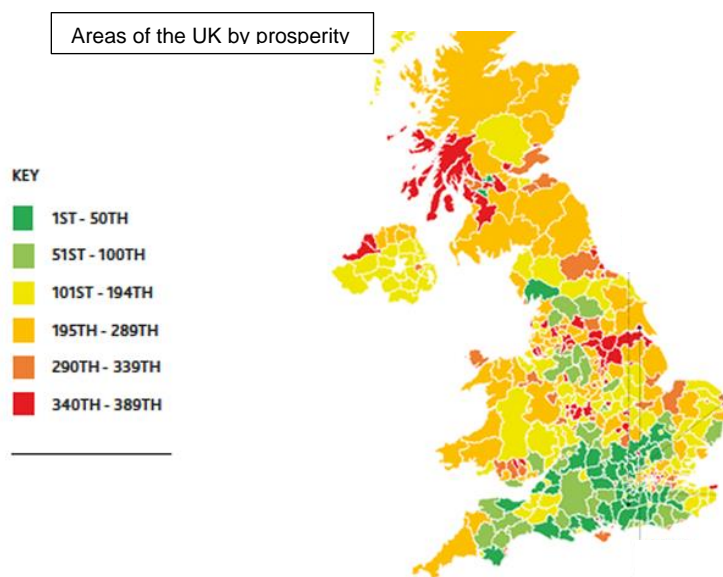 Areas of the UK by prosperity
KEY
1ST - 50TH
51ST - 100TH
101ST - 194TH
195TH - 289TH
290TH - 339TH
340TH - 389TH